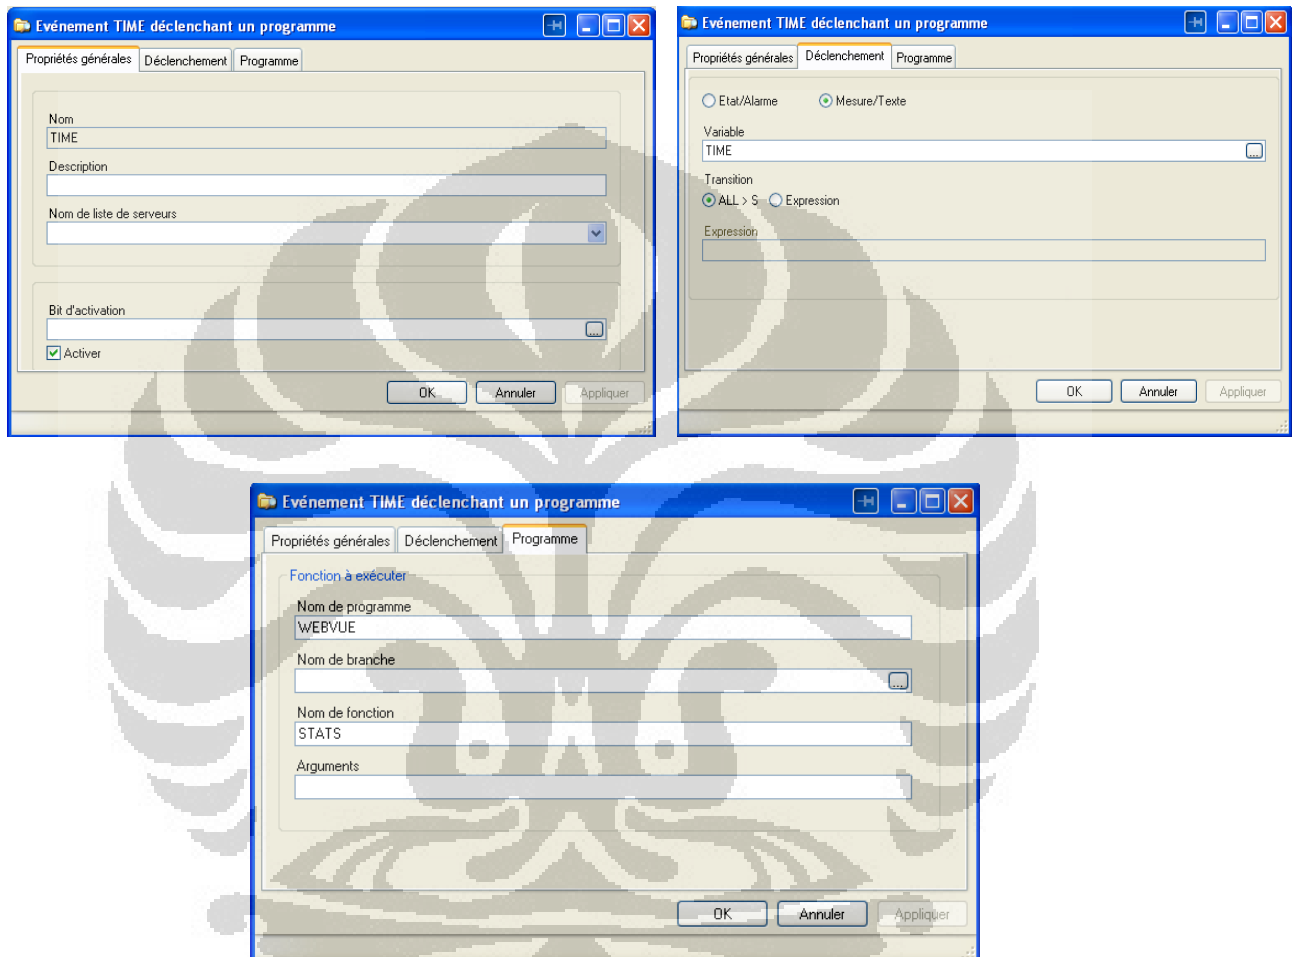 Evénement TIME déclenchant un programme
Propriétés générales Déclenchement Programme
Nom
TIME
Description
Nom de liste de serveurs
Bit d'activation
...
Activer
OK Annuler Appliquer
Evénement TIME déclenchant un programme
Propriétés générales Déclenchement Programme
Etat/Alarme Mesure/Texte
Variable
TIME ...
Transition
ALL > S Expression
Expression
OK Annuler Appliquer
Evénement TIME déclenchant un programme
Propriétés générales Déclenchement Programme
Fonction à exécuter
Nom de programme
WEBVUE
Nom de branche
...
Nom de fonction
STATS
Arguments
OK Annuler Appliquer